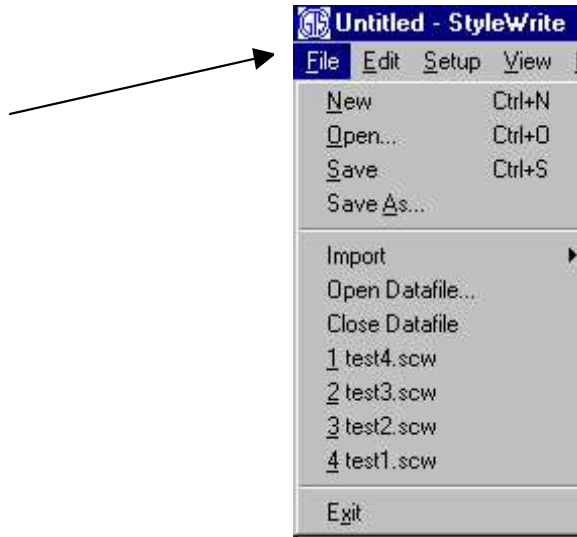 Untitled - StyleWrite
File Edit Setup View
New Ctrl+N
Open... Ctrl+O
Save Ctrl+S
Save As...
Import
Open Datafile...
Close Datafile
1 test4.scw
2 test3.scw
3 test2.scw
4 test1.scw
Exit